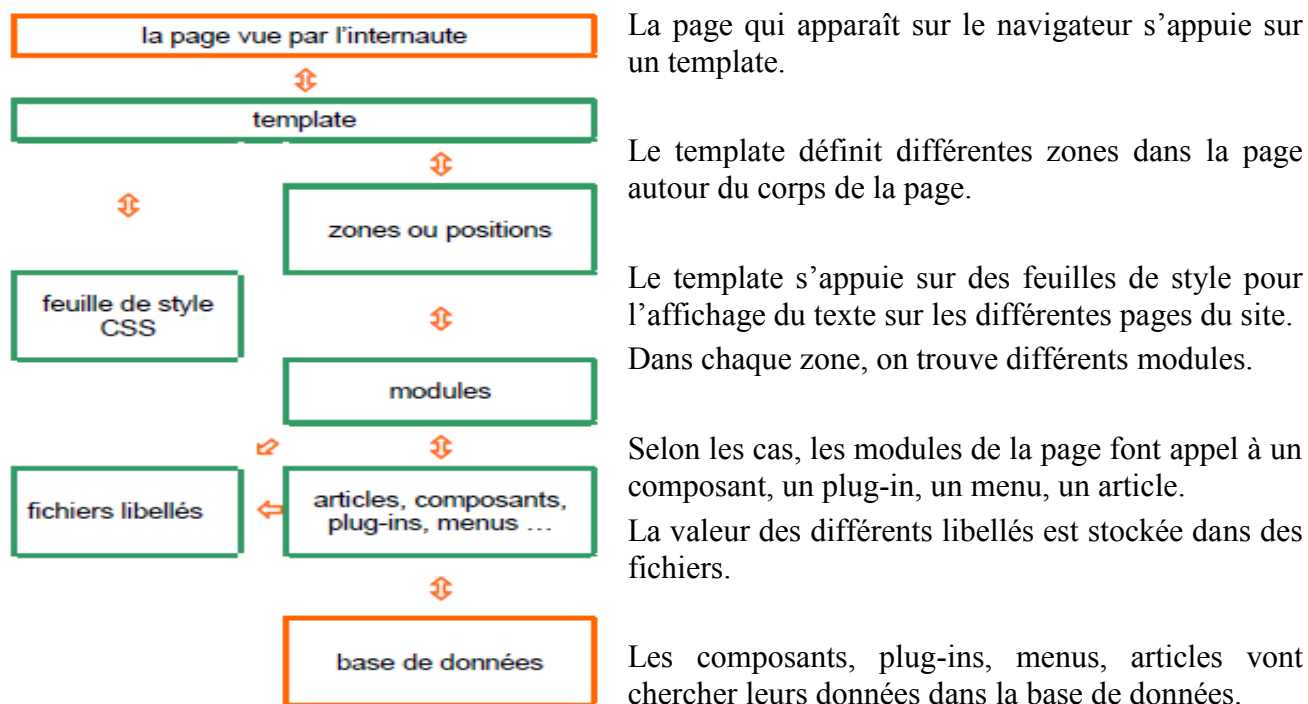 la page vue par l'internaute
template
zones ou positions
feuille de style
CSS
modules
fichiers libellés
articles, composants,
plug-ins, menus ...
base de données
La page qui apparaît sur le navigateur s’appuie sur
un template.
Le template définit différentes zones dans la page
autour du corps de la page.
Le template s’appuie sur des feuilles de style pour
l’affichage du texte sur les différentes pages du site.
Dans chaque zone, on trouve différents modules.
Selon les cas, les modules de la page font appel à un
composant, un plug-in, un menu, un article.
La valeur des différents libellés est stockée dans des
fichiers.
Les composants, plug-ins, menus, articles vont
chercher leurs données dans la base de données.